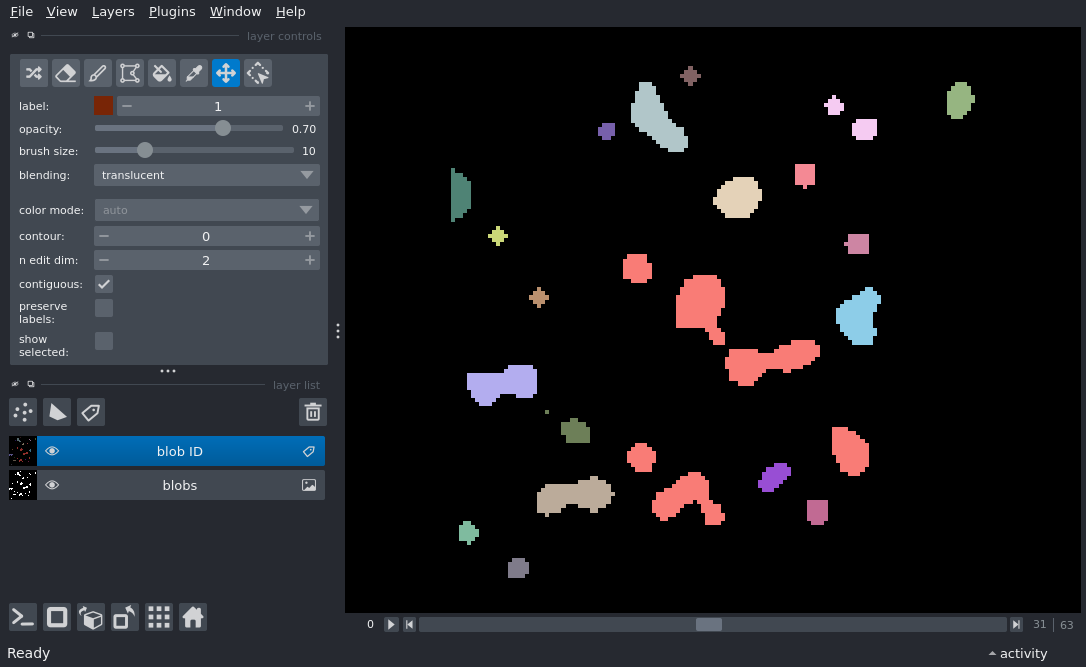 File View Layers Plugins Window Help
layer controls
label: 1
opacity: 0.70
brush size: 10
blending: translucent
color mode: auto
contour: 0
n edit dim: 2
contiguous:
preserve
labels:
show
selected:
layer list
blob ID
blobs
0 31 | 63
Ready
activity